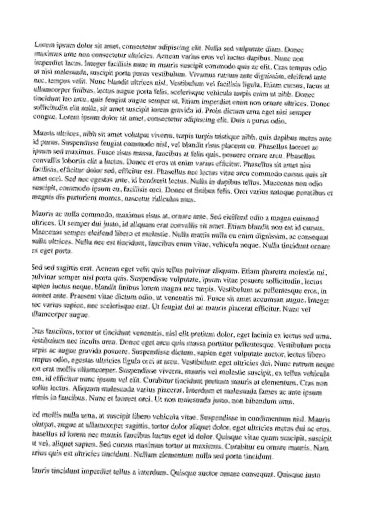 Lorem ipsum dolor sit amet, consectetur adipiscing elit. Nulla sed vulputate diam. Donec
maximus ante non consectetur ultricies. Aenean varius eros vel luctus dapibus. Nunc non
imperdiet lacus. Integer facilisis nunc in mauris suscipit commodo quis ac elit. Cras tempus odio
ut nisi malesuada, suscipit porta purus vestibulum. Vivamus rutrum ante dignissim, eleifend ante
nec, tempus velit. Nunc blandit ultrices nisl. Vestibulum vel facilisis ligula. Etiam cursus, lacus at
ullamcorper finibus, lectus augue porta felis, scelerisque vehicula turpis enim ut nibh. Donec
tincidunt leo ante, quis feugiat augue semper ut. Etiam imperdiet enim non ornare ultrices. Donec
sollicitudin elit nulla, sit amet suscipit lorem gravida id. Proin dictum urna eget nisi semper
congue. Lorem ipsum dolor sit amet, consectetur adipiscing elit. Duis a purus odio.
Mauris ultrices, nibh sit amet volutpat viverra, turpis turpis tristique nibh, quis dapibus metus ante
id purus. Suspendisse feugiat commodo nisl, vel blandit risus placerat eu. Phasellus laoreet ac
ipsum sed maximus. Fusce risus massa, faucibus at felis quis, posuere ornare arcu. Phasellus
convallis lobortis elit a luctus. Donec et eros ut enim varius efficitur. Phasellus sit amet nisi
facilisis, efficitur dolor sed, efficitur est. Phasellus nec lectus vitae arcu commodo cursus quis sit
amet orci. Sed nec egestas ante, id hendrerit lectus. Nulla in dapibus tellus. Maecenas non odio
suscipit, commodo ipsum eu, facilisis orci. Donec et finibus felis. Orci varius natoque penatibus et
magnis dis parturient montes, nascetur ridiculus mus.
Mauris ac nulla commodo, maximus risus at, ornare ante. Sed eleifend odio a magna euismod
ultrices. Ut semper dui justo, id aliquam erat convallis sit amet. Etiam blandit non est id cursus.
Maecenas semper eleifend libero et molestie. Nulla mattis nulla eu enim dignissim, ac consequat
nulla ultrices. Nulla nec est tincidunt, faucibus enim vitae, vehicula neque. Nulla tincidunt ornare
ex eget porta.
Sed sed sagittis erat. Aenean eget velit quis tellus pulvinar aliquam. Etiam pharetra molestie mi,
pulvinar semper nisl porta quis. Suspendisse vulputate, ipsum vitae posuere sollicitudin, lectus
sapien luctus neque, blandit finibus lorem magna nec turpis. Vestibulum ac pellentesque eros, in
ante. Praesent vitae dictum odio, ut venenatis mi. Fusce sit amet accumsan augue. Integer
nec varius sapien, nec scelerisque erat. Ut feugiat dui ac mauris placerat efficitur. Nunc vel
ullamcorper augue.
faucibus, tortor ut tincidunt venenatis, nisl elit pretium dolor, eget lacinia ex lectus sed urna.
nec iaculis urna. Donec eget arcu quis massa porttitor pellentesque. Vestibulum porta
ac augue gravida posuere. Suspendisse dictum, sapien eget vulputate auctor, lectus libero
odio, egestas ultricies ligula orci at arcu. Vestibulum eget ultricies dui. Nunc rutrum neque
erat mollis ullamcorper. Suspendisse viverra, mauris vel molestie suscipit, ex tellus vehicula
id efficitur nunc ipsum vel elit. Curabitur tincidunt pretium mauris at elementum. Cras non
lectus. Aliquam malesuada varius placerat. Interdum et malesuada fames ac ante ipsum
in faucibus. Nunc et laoreet orci. Ut non malesuada justo, non bibendum urna.
mollis nulla urna, at suscipit libero vehicula vitae. Suspendisse in condimentum nisl. Mauris
augue at ullamcorper sagittis, tortor dolor aliquet dolor, eget ultricies metus dui ac eros.
id lorem nec mauris faucibus luctus eget id dolor. Quisque vitae quam suscipit, suscipit
vel, aliquet sapien. Sed cursus maximus tortor at maximus. Curabitur eu ornare mauris. Nam
quis est ultricies tincidunt. Nullam elementum nulla sed porta tincidunt.
tincidunt imperdiet tellus a interdum. Quisque auctor ornare consequat. Quisque justo